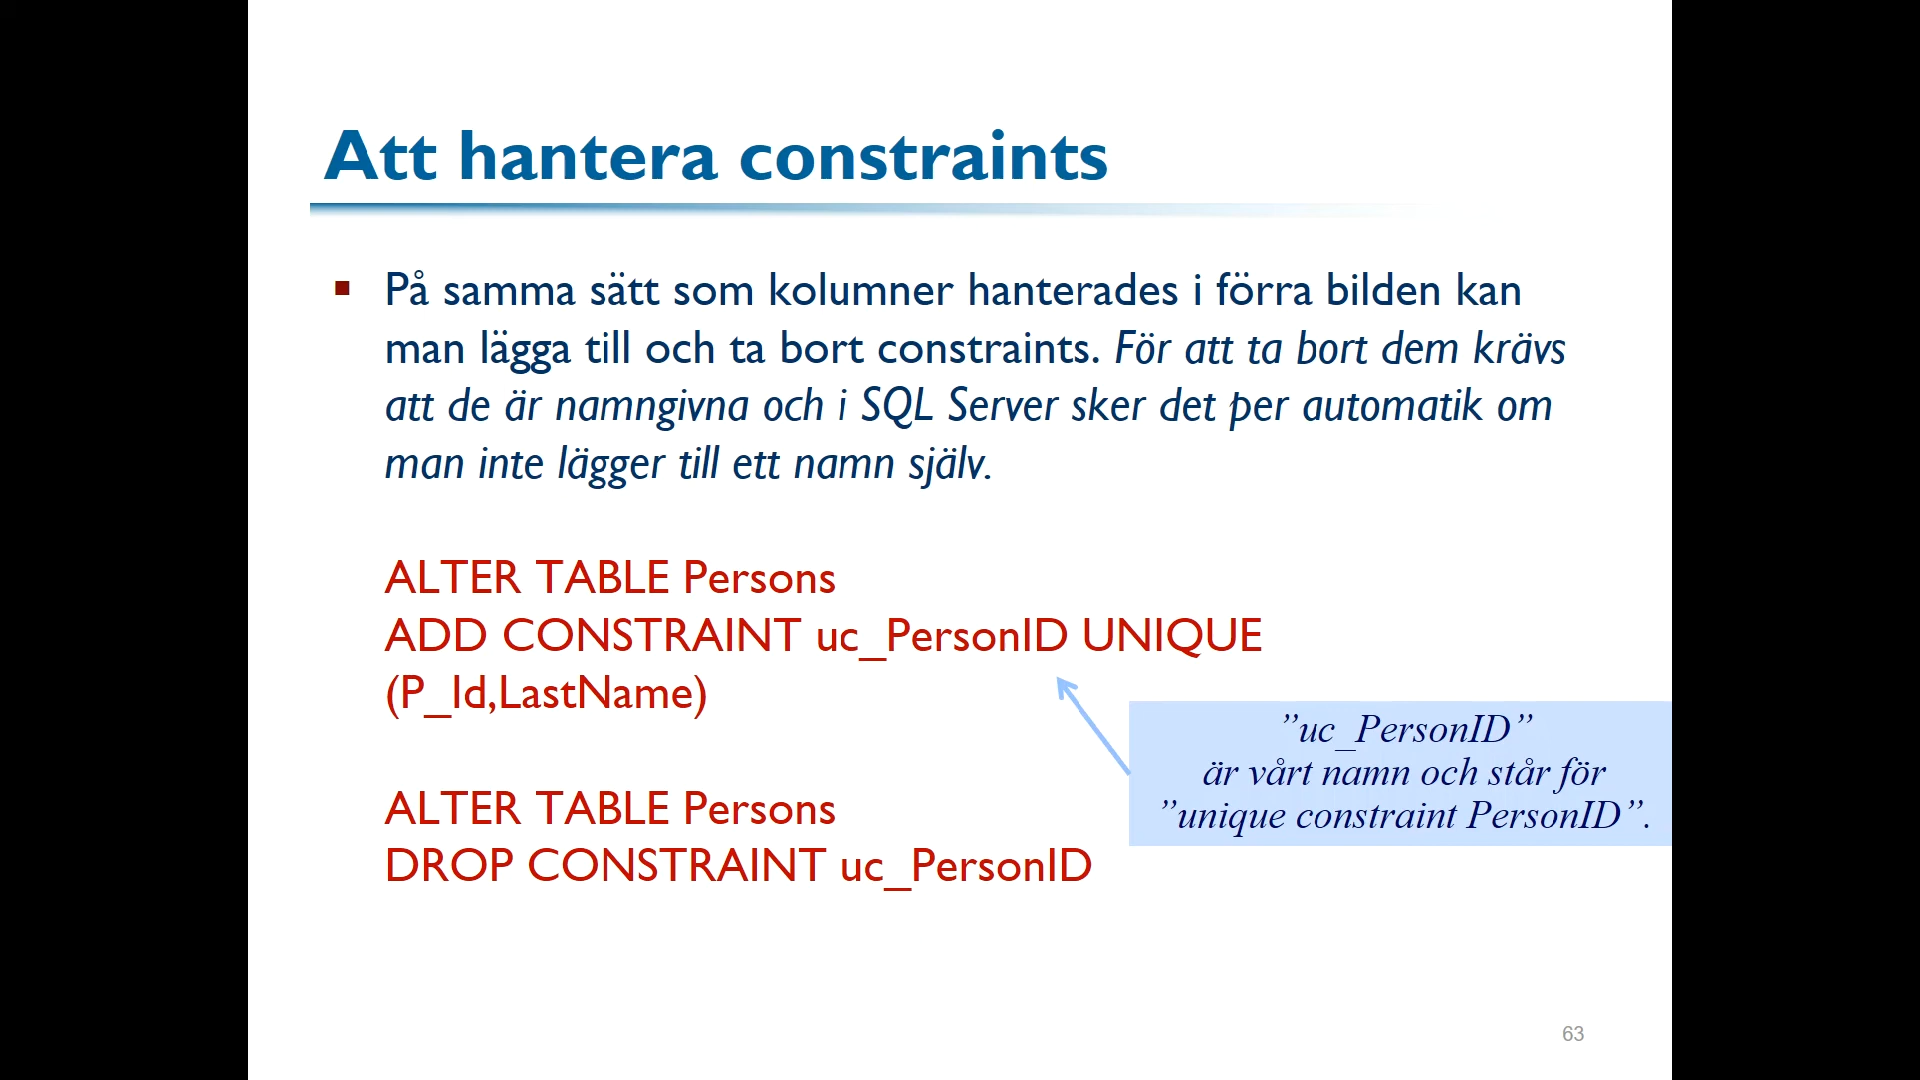 Att hantera constraints
På samma sätt som kolumner hanterades i förra bilden kan
man lägga till och ta bort constraints. För att ta bort dem krävs
att de är namngivna och i SQL Server sker det per automatik om
man inte lägger till ett namn själv.
ALTER TABLE Persons
ADD CONSTRAINT uc_PersonID UNIQUE
(P_Id,LastName)
”uc_PersonID”
är vårt namn och står för
”unique constraint PersonID”.
ALTER TABLE Persons
DROP CONSTRAINT uc_PersonID
63